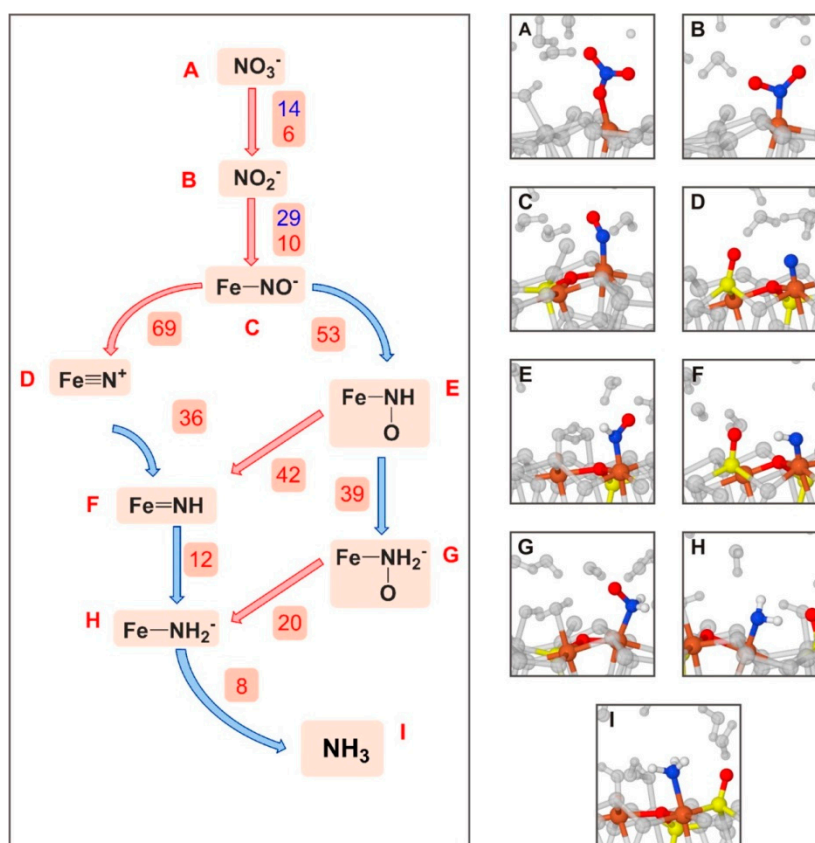 A NO₃⁻
14
6
B NO₂⁻
29
10
Fe—NO⁻
C
69
53
D Fe≡N⁺
E
Fe—NH
O
36
42
39
F Fe=NH
12
Fe—NH₂⁻ G
O
H Fe—NH₂⁻
20
8
NH₃ I
A
B
C
D
E
F
G
H
I